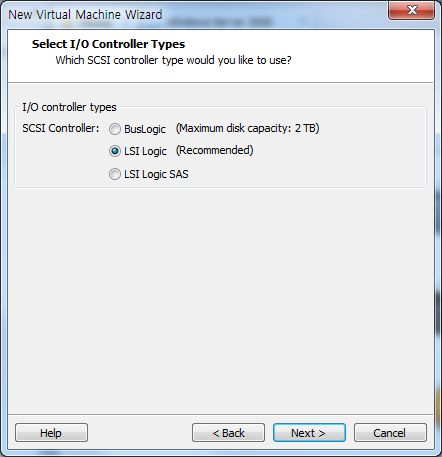 New Virtual Machine Wizard
Select I/O Controller Types
Which SCSI controller type would you like to use?
I/O controller types
SCSI Controller: BusLogic (Maximum disk capacity: 2 TB)
LSI Logic (Recommended)
LSI Logic SAS
Help < Back Next > Cancel